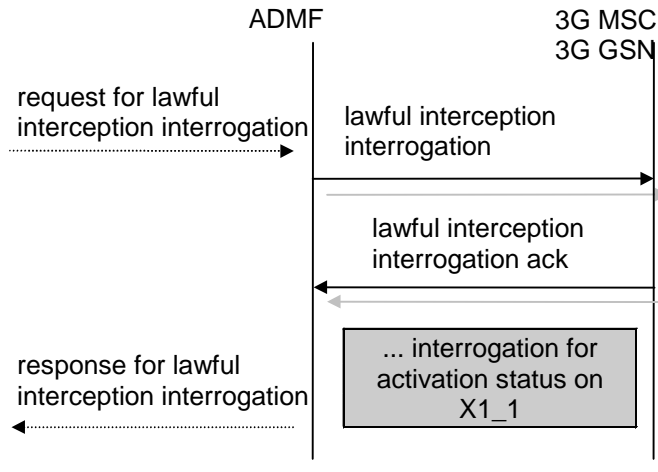 ADMF
3G MSC
3G GSN
request for lawful
interception interrogation
lawful interception
interrogation
lawful interception
interrogation ack
... interrogation for
activation status on
X1_1
response for lawful
interception interrogation